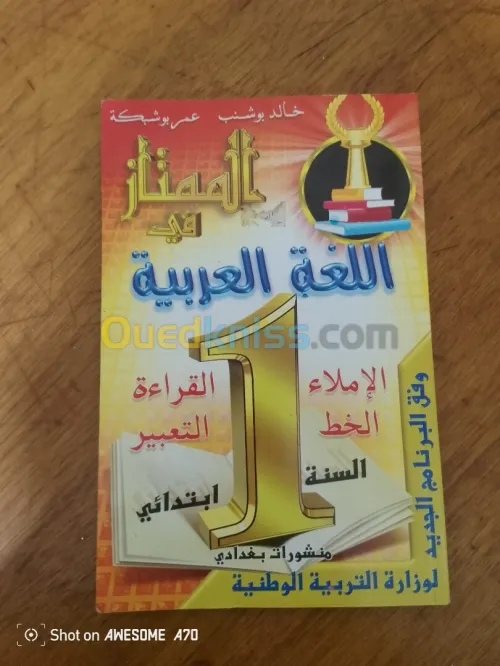 خالد بوشنب عمر بوشبكة
الممتاز
في
اللغة العربية
Ouedkniss.com
1
الإملاء القراءة
الخط التعبير
السنة
ابتدائي
منشورات بغدادي
وفق البرنامج الجديد
لوزارة التربية الوطنية
Shot on AWESOME A70